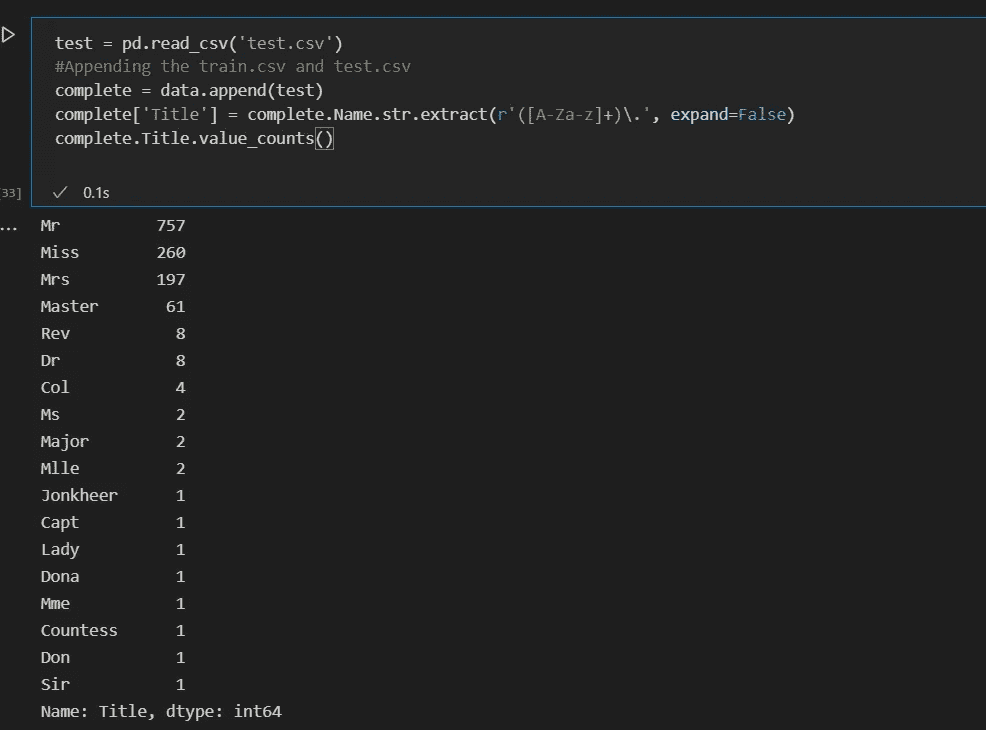 test = pd.read_csv('test.csv')
#Appending the train.csv and test.csv
complete = data.append(test)
complete['Title'] = complete.Name.str.extract(r'([A-Za-z]+)\.', expand=False)
complete.Title.value_counts()
33] ✓ 0.1s
... Mr 757
Miss 260
Mrs 197
Master 61
Rev 8
Dr 8
Col 4
Ms 2
Major 2
Mlle 2
Jonkheer 1
Capt 1
Lady 1
Dona 1
Mme 1
Countess 1
Don 1
Sir 1
Name: Title, dtype: int64